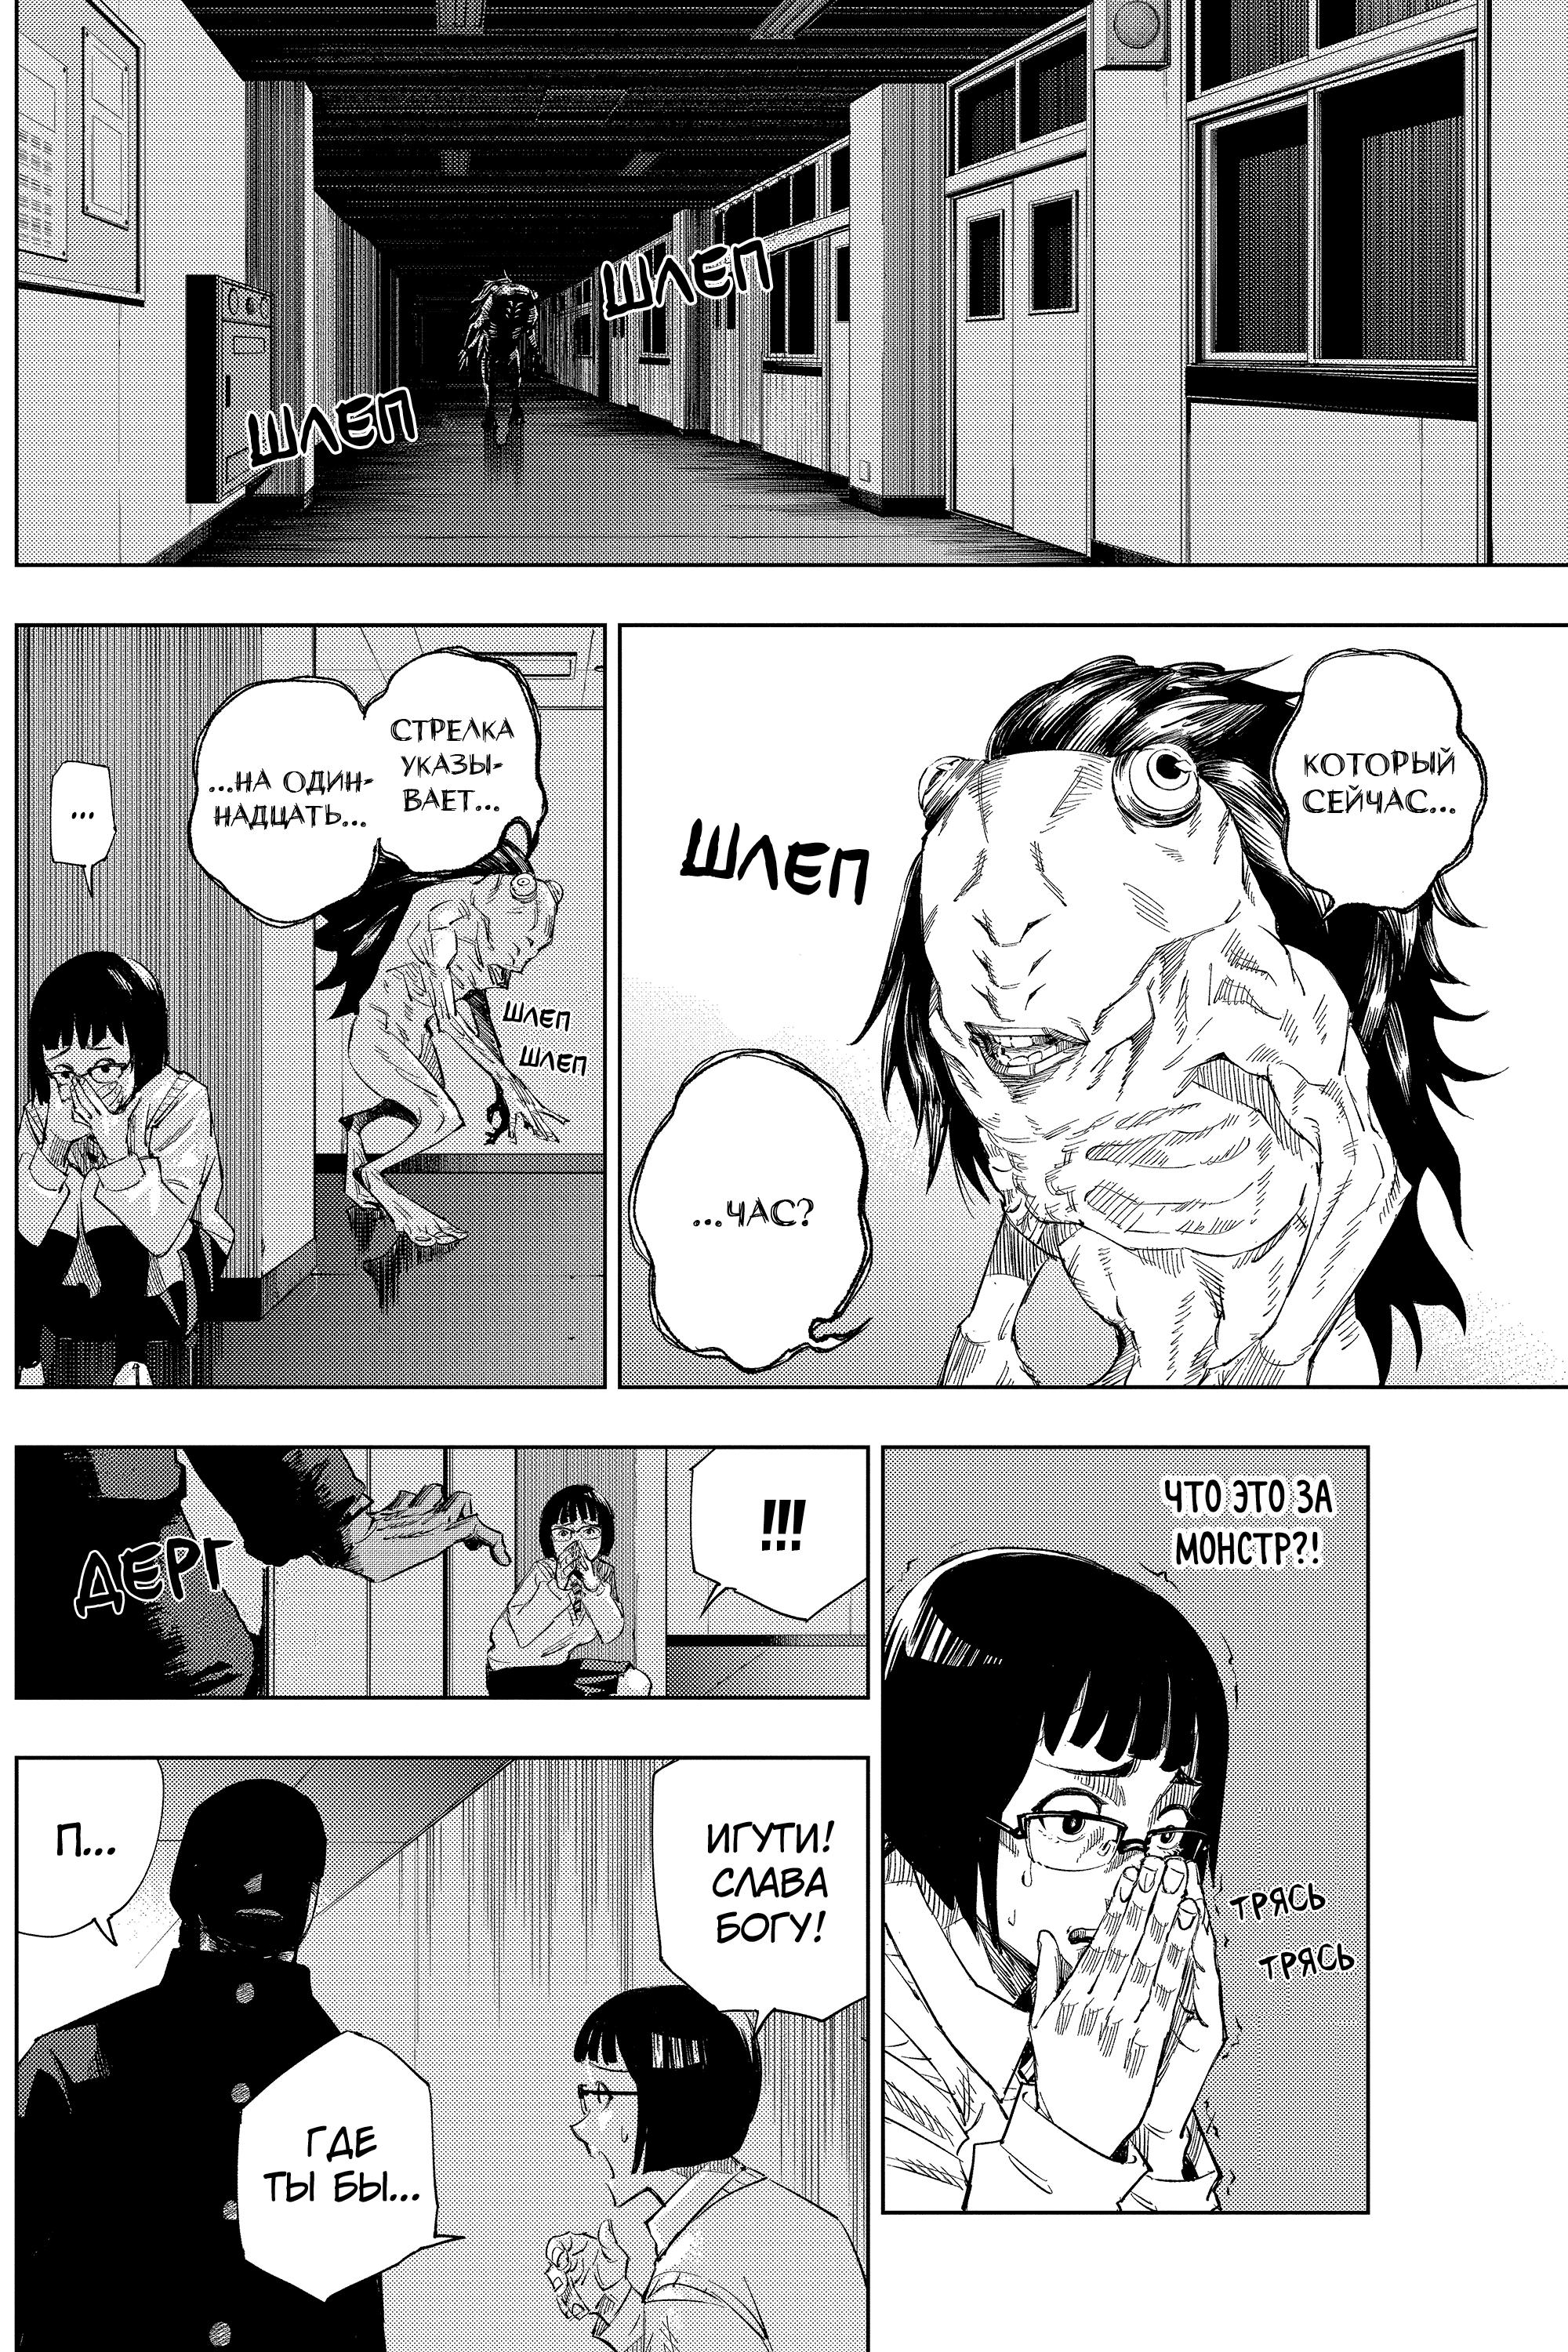 ШЛЕП
ШЛЕП
КОТОРЫЙ
СЕЙЧАС...
ШЛЕП
...ЧАС?
СТРЕЛКА
УКАЗЫ-
ВАЕТ...
...НА ОДИН-
НАДЦАТЬ...
ШЛЕП
ШЛЕП
...
ЧТО ЭТО ЗА
МОНСТР?!
ТРЯСЬ
ТРЯСЬ
!!!
ДЕРГ
ИГУТИ!
СЛАВА
БОГУ!
ГДЕ
ТЫ БЫ...
П...